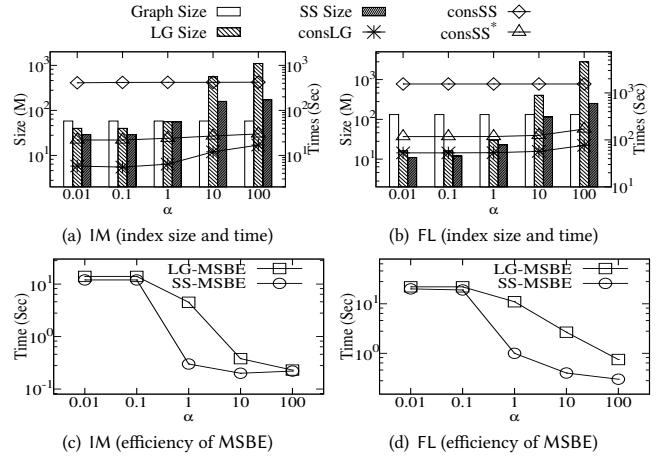 Graph Size SS Size consSS
LG Size consLG consSS*
Size (M)
10^3
10^2
10^1
10^3
10^2
10^1
Times (Sec)
0.01 0.1 1 10 100
α
(a) IM (index size and time)
Size (M)
10^3
10^2
10^1
10^3
10^2
10^1
Times (Sec)
0.01 0.1 1 10 100
α
(b) FL (index size and time)
Time (Sec)
10^1
10^0
10^-1
LG-MSBE
SS-MSBE
0.01 0.1 1 10 100
α
(c) IM (efficiency of MSBE)
Time (Sec)
10^1
10^0
LG-MSBE
SS-MSBE
0.01 0.1 1 10 100
α
(d) FL (efficiency of MSBE)